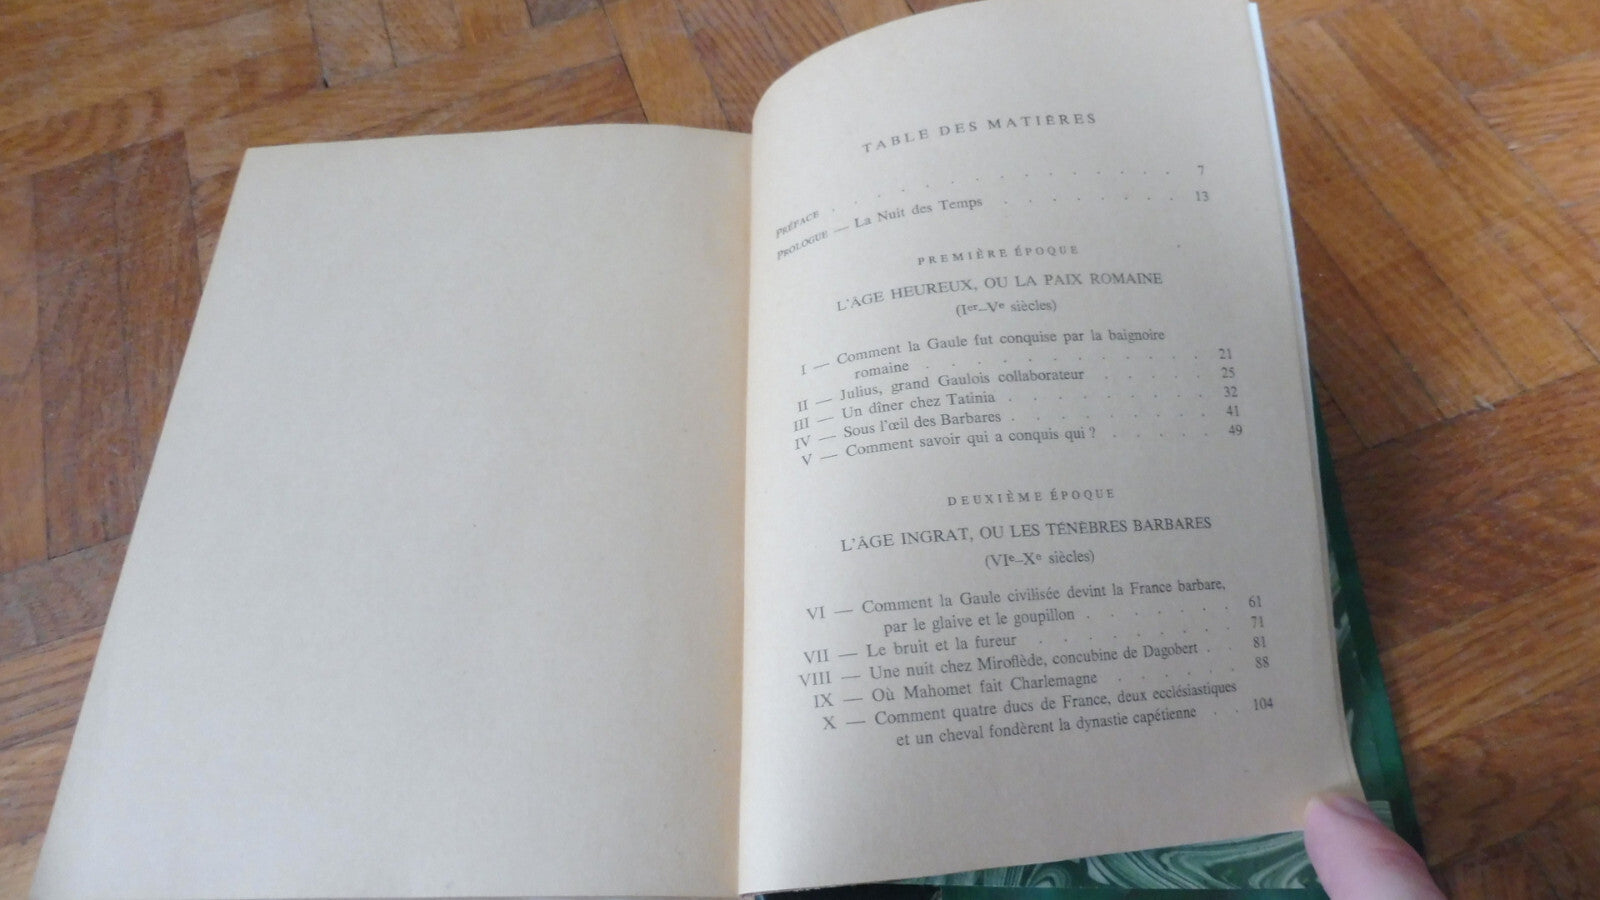 TABLE DES MATIÈRES
PRÉFACE . . . . . . . . . . . . . . 7
PROLOGUE — La Nuit des Temps . . . . . . . . 13
PREMIÈRE ÉPOQUE
L'ÂGE HEUREUX, OU LA PAIX ROMAINE
(Ier–Ve siècles)
I — Comment la Gaule fut conquise par la baignoire
romaine . . . . . . . . . . . 21
II — Julius, grand Gaulois collaborateur . . . . . 25
III — Un dîner chez Tatinia . . . . . . . . . 32
IV — Sous l'œil des Barbares . . . . . . . . . 41
V — Comment savoir qui a conquis qui ? . . . . . 49
DEUXIÈME ÉPOQUE
L'ÂGE INGRAT, OU LES TÉNÈBRES BARBARES
(VIe–Xe siècles)
VI — Comment la Gaule civilisée devint la France barbare,
par le glaive et le goupillon . . . . . . 61
VII — Le bruit et la fureur . . . . . . . . 71
VIII — Une nuit chez Miroflède, concubine de Dagobert . . 81
IX — Où Mahomet fait Charlemagne . . . . . . 88
X — Comment quatre ducs de France, deux ecclésiastiques
et un cheval fondèrent la dynastie capétienne . . 104